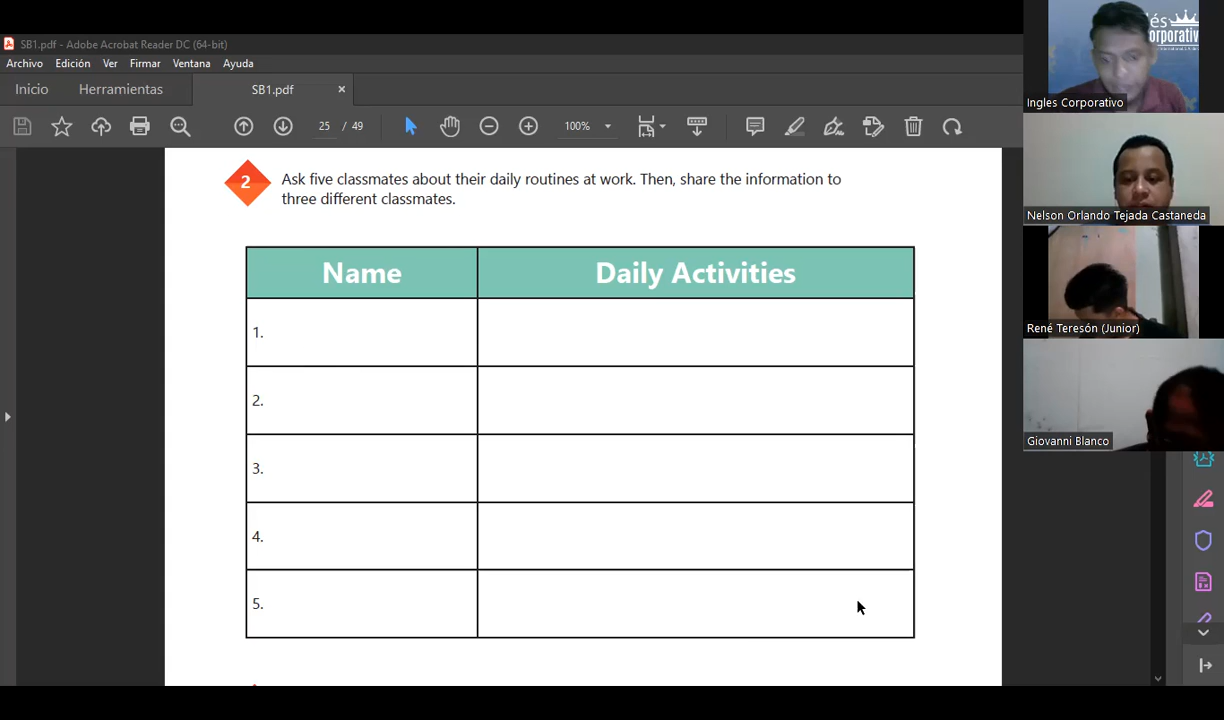 SB1.pdf - Adobe Acrobat Reader DC (64-bit)
Archivo Edición Ver Firmar Ventana Ayuda
Inicio Herramientas SB1.pdf ×
25 / 49 100%
2 Ask five classmates about their daily routines at work. Then, share the information to
three different classmates.
Name Daily Activities
1.
2.
3.
4.
5.
Ingles Corporativo
Nelson Orlando Tejada Castaneda
René Teresón (Junior)
Giovanni Blanco